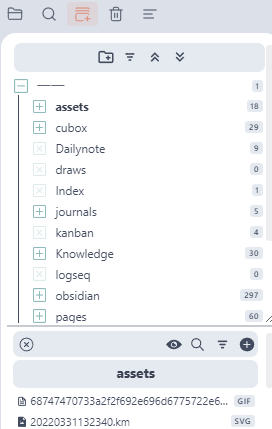 —— 1
assets 18
cubox 29
Dailynote 9
draws 0
Index 1
journals 5
kanban 4
Knowledge 30
logseq 0
obsidian 297
pages 60
assets
68747470733a2f2f692e696d6775722e6... GIF
20220331132340.km SVG